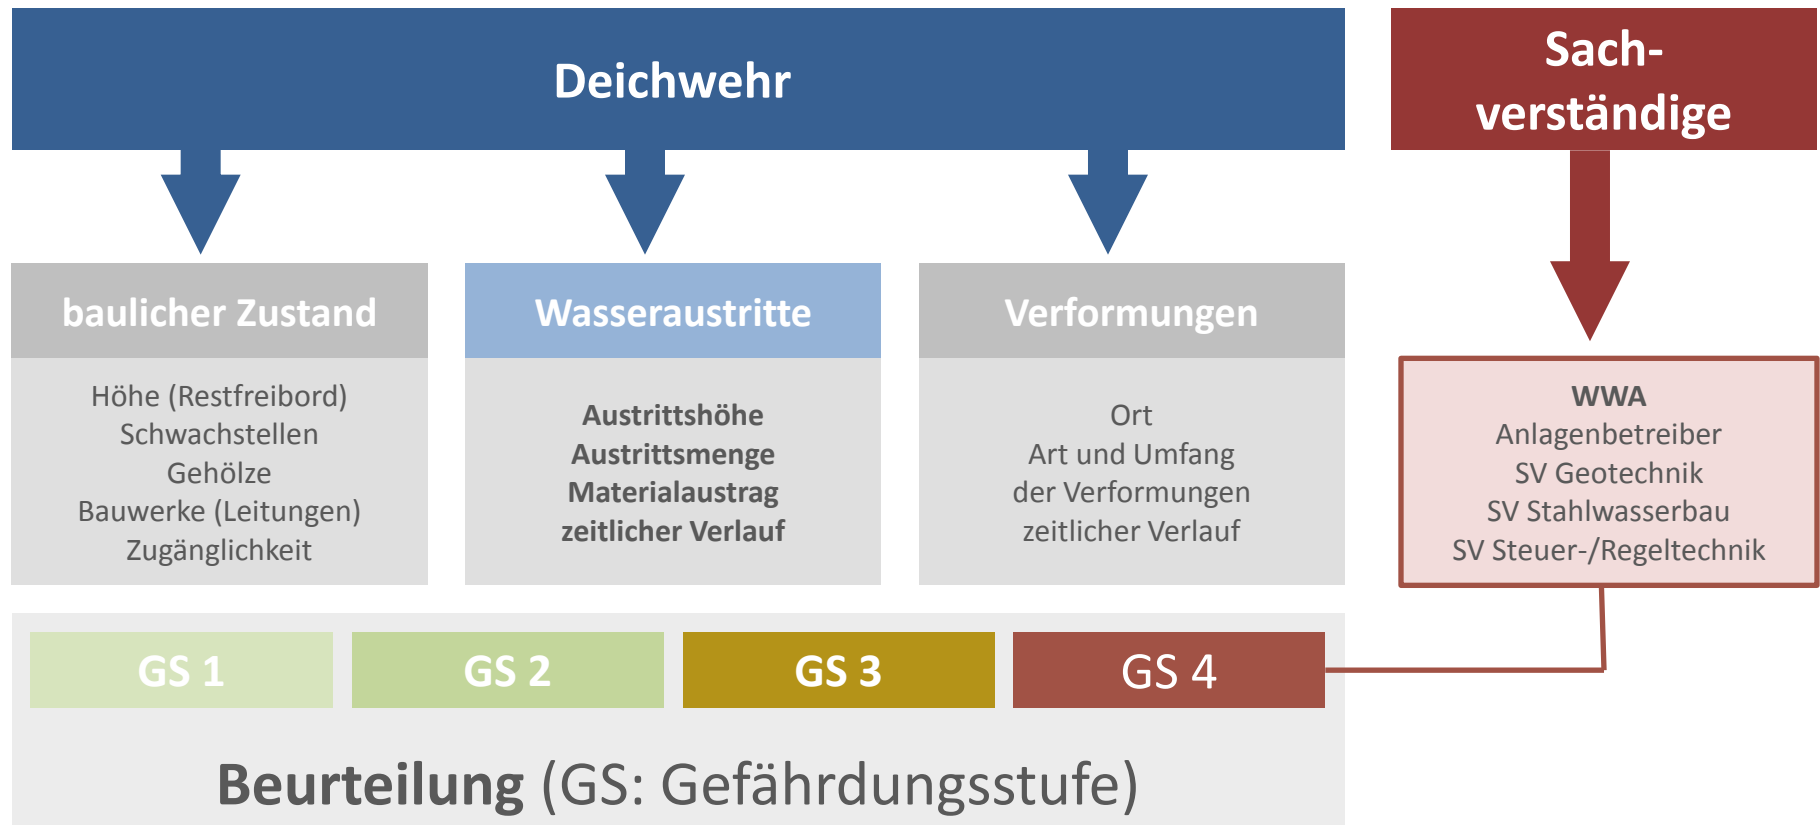 Deichwehr
Sach-
verständige
baulicher Zustand
Höhe (Restfreibord)
Schwachstellen
Gehölze
Bauwerke (Leitungen)
Zugänglichkeit
Wasseraustritte
Austrittshöhe
Austrittsmenge
Materialaustrag
zeitlicher Verlauf
Verformungen
Ort
Art und Umfang
der Verformungen
zeitlicher Verlauf
WWA
Anlagenbetreiber
SV Geotechnik
SV Stahlwasserbau
SV Steuer-/Regeltechnik
GS 1
GS 2
GS 3
GS 4
Beurteilung (GS: Gefährdungsstufe)